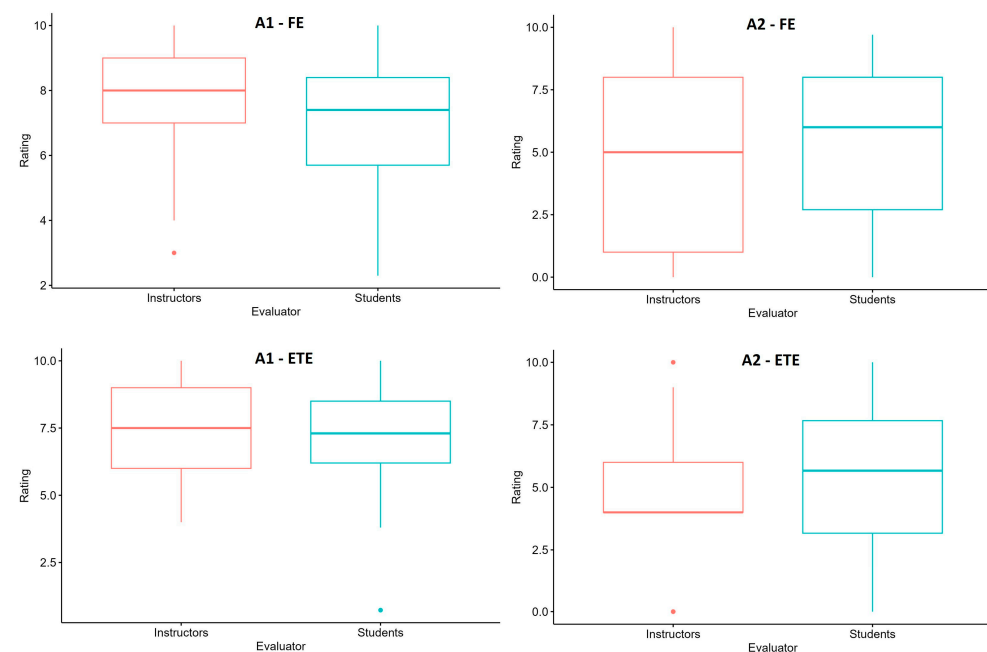 A1 - FE
10
8
6
4
2
Rating
Instructors
Students
Evaluator
A2 - FE
10.0
7.5
5.0
2.5
0.0
Rating
Instructors
Students
Evaluator
A1 - ETE
10.0
7.5
5.0
2.5
Rating
Instructors
Students
Evaluator
A2 - ETE
10.0
7.5
5.0
2.5
0.0
Rating
Instructors
Students
Evaluator